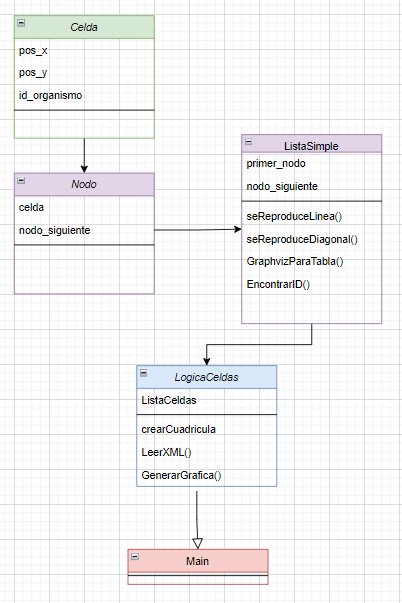 Celda
pos_x
pos_y
id_organismo
Nodo
celda
nodo_siguiente
ListaSimple
primer_nodo
nodo_siguiente
seReproduceLinea()
seReproduceDiagonal()
GraphvizParaTabla()
EncontrarID()
LogicaCeldas
ListaCeldas
crearCuadricula
LeerXML()
GenerarGrafica()
Main